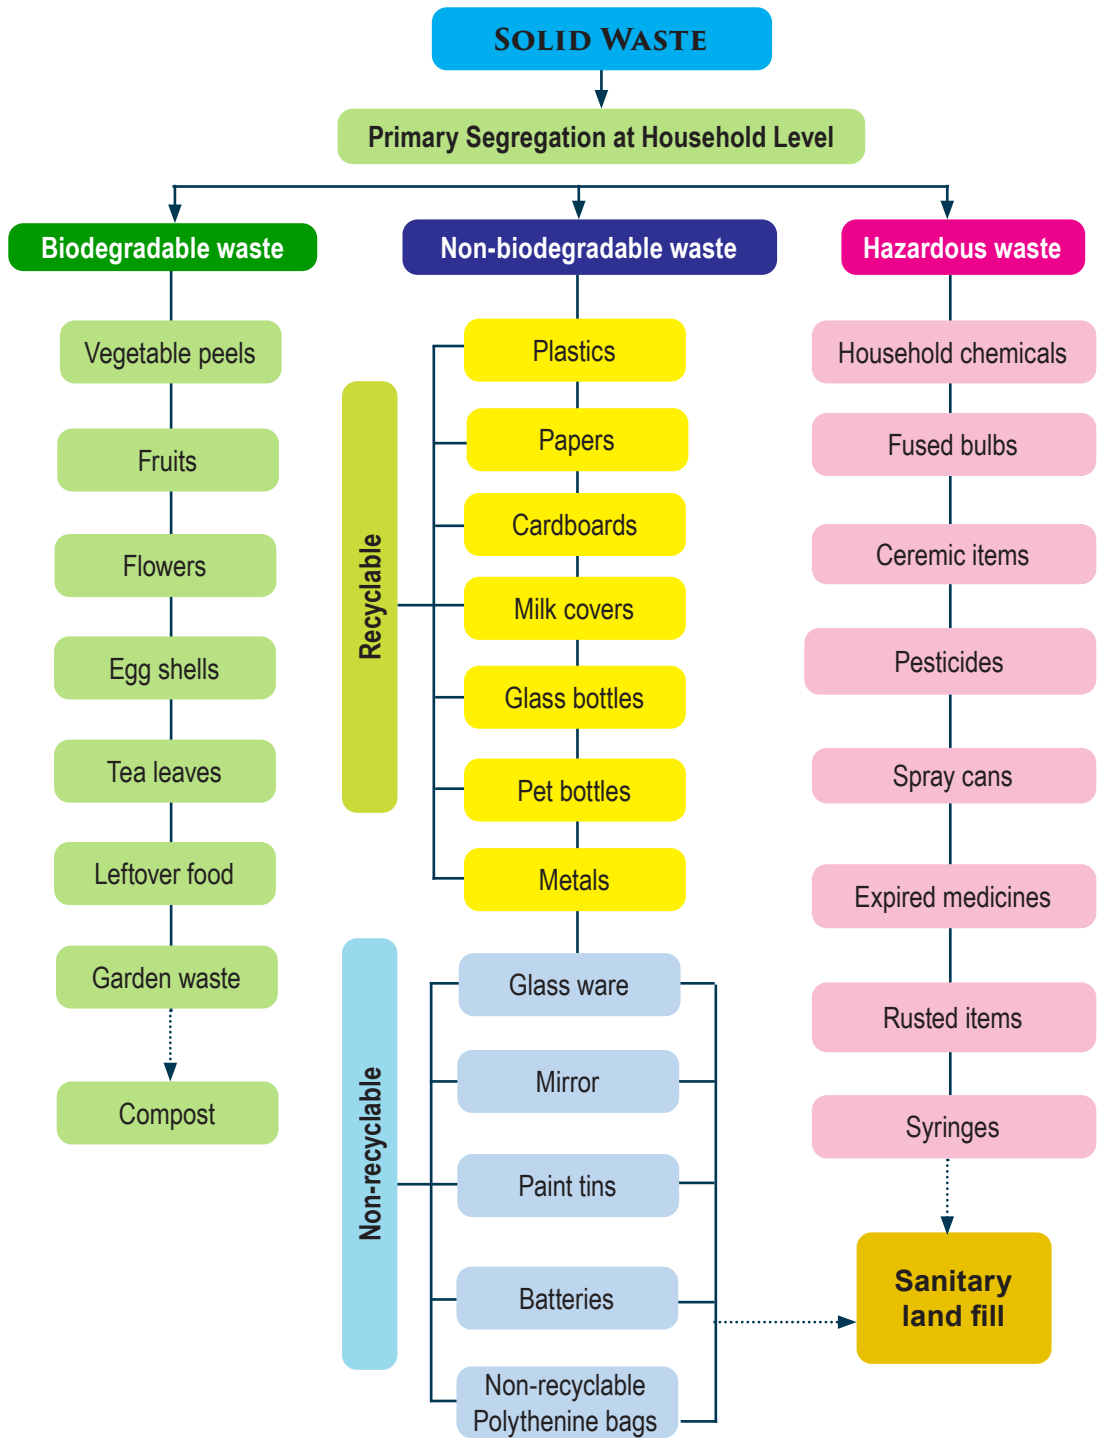 SOLID WASTE
Primary Segregation at Household Level
Biodegradable waste
Vegetable peels
Fruits
Flowers
Egg shells
Tea leaves
Leftover food
Garden waste
Compost
Non-biodegradable waste
Recyclable
Plastics
Papers
Cardboards
Milk covers
Glass bottles
Pet bottles
Metals
Non-recyclable
Glass ware
Mirror
Paint tins
Batteries
Non-recyclable
Polythenine bags
Hazardous waste
Household chemicals
Fused bulbs
Ceremic items
Pesticides
Spray cans
Expired medicines
Rusted items
Syringes
Sanitary
land fill